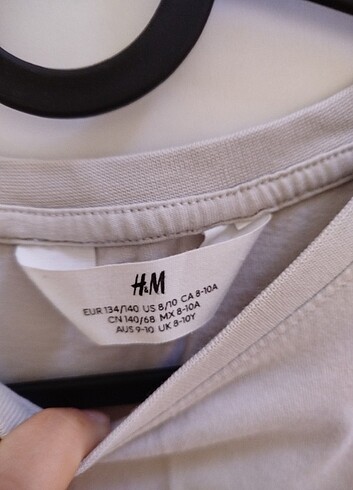 H&M
EUR 134/140 US 8/10 CA 8-10A
CN 140/68 MX 8-10A
AUS 9-10 UK 8-10Y